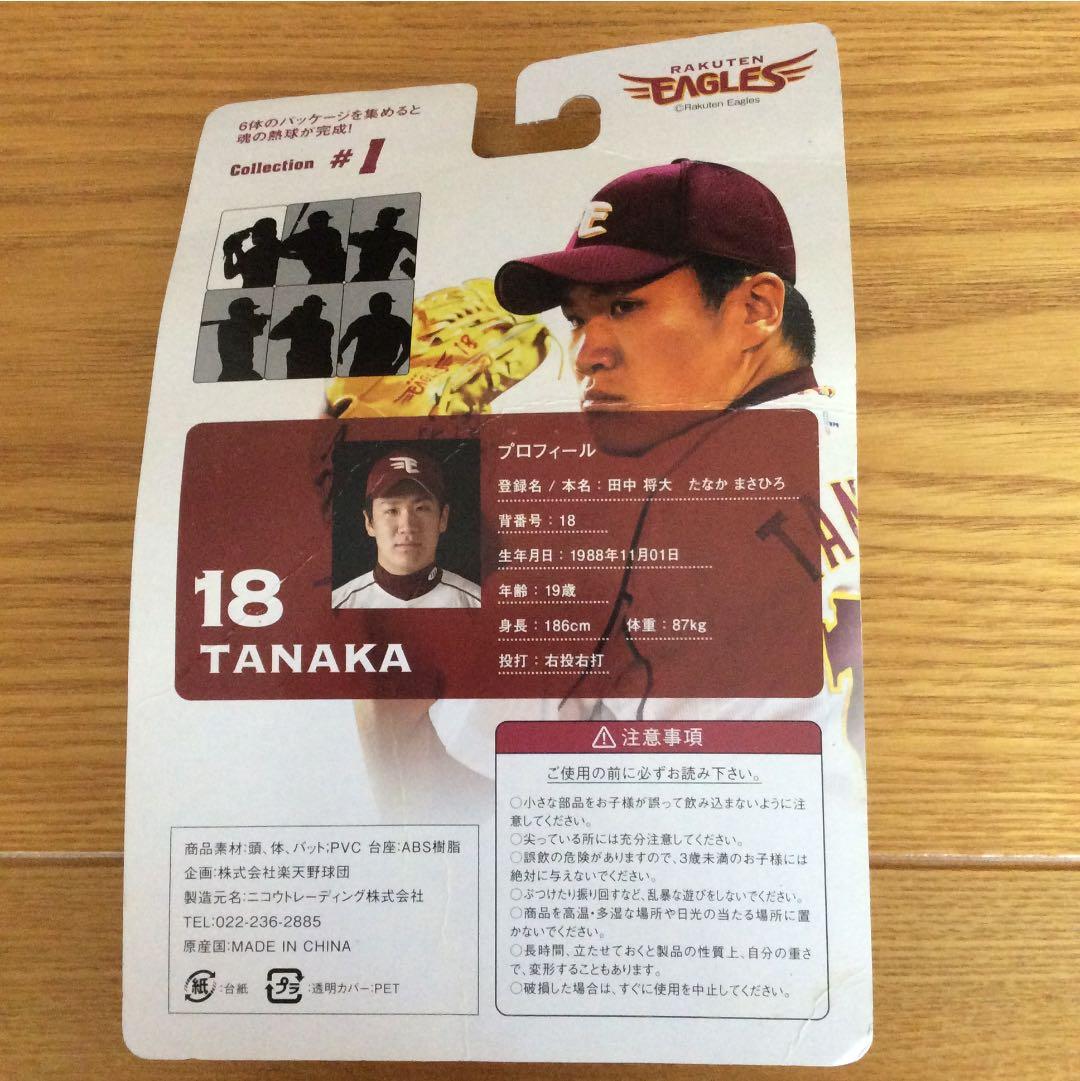 RAKUTEN
EAGLES
©Rakuten Eagles
6体のパッケージを集めると
魂の熱球が完成!
Collection #1
E
EAGLES 18
プロフィール
登録名 / 本名 : 田中 将大 たなか まさひろ
背番号 : 18
生年月日 : 1988年11月01日
年齢 : 19歳
身長 : 186cm 体重 : 87kg
投打 : 右投右打
18
TANAKA
TAN
⚠注意事項
ご使用の前に必ずお読み下さい。
○小さな部品をお子様が誤って飲み込まないように注
意してください。
○尖っている所には充分注意してください。
○誤飲の危険がありますので、3歳未満のお子様には
絶対に与えないでください。
○ぶつけたり振り回すなど、乱暴な遊びをしないでください。
○商品を高温・多湿な場所や日光の当たる場所に置
かないでください。
○長時間、立たせておくと製品の性質上、自分の重さ
で、変形することもあります。
○破損した場合は、すぐに使用を中止してください。
商品素材:頭、体、バット;PVC 台座:ABS樹脂
企画:株式会社楽天野球団
製造元名:ニコウトレーディング株式会社
TEL:022-236-2885
原産国:MADE IN CHINA
紙 :台紙 プラ :透明カバー:PET